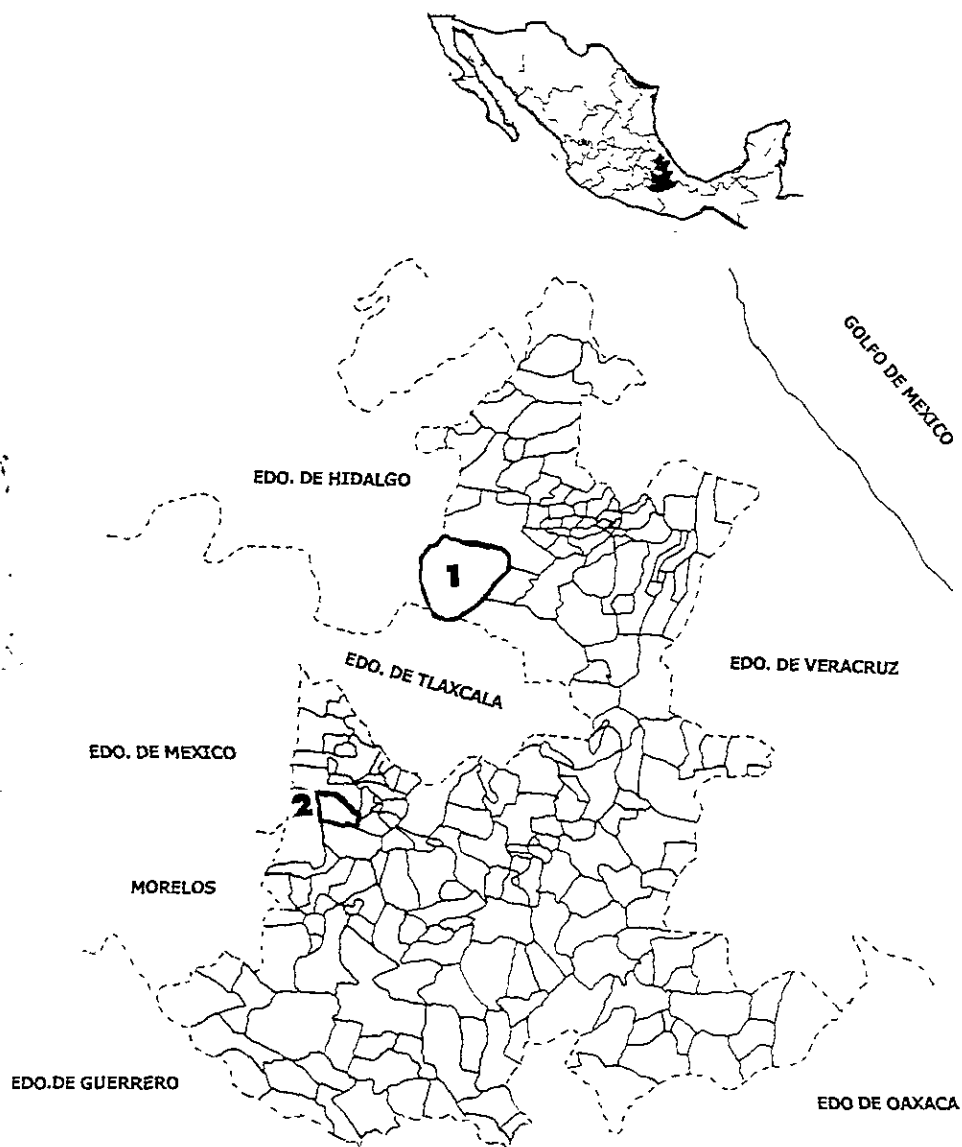 GOLFO DE MEXICO
EDO. DE HIDALGO
1
EDO. DE TLAXCALA
EDO. DE VERACRUZ
EDO. DE MEXICO
2
MORELOS
EDO.DE GUERRERO
EDO DE OAXACA